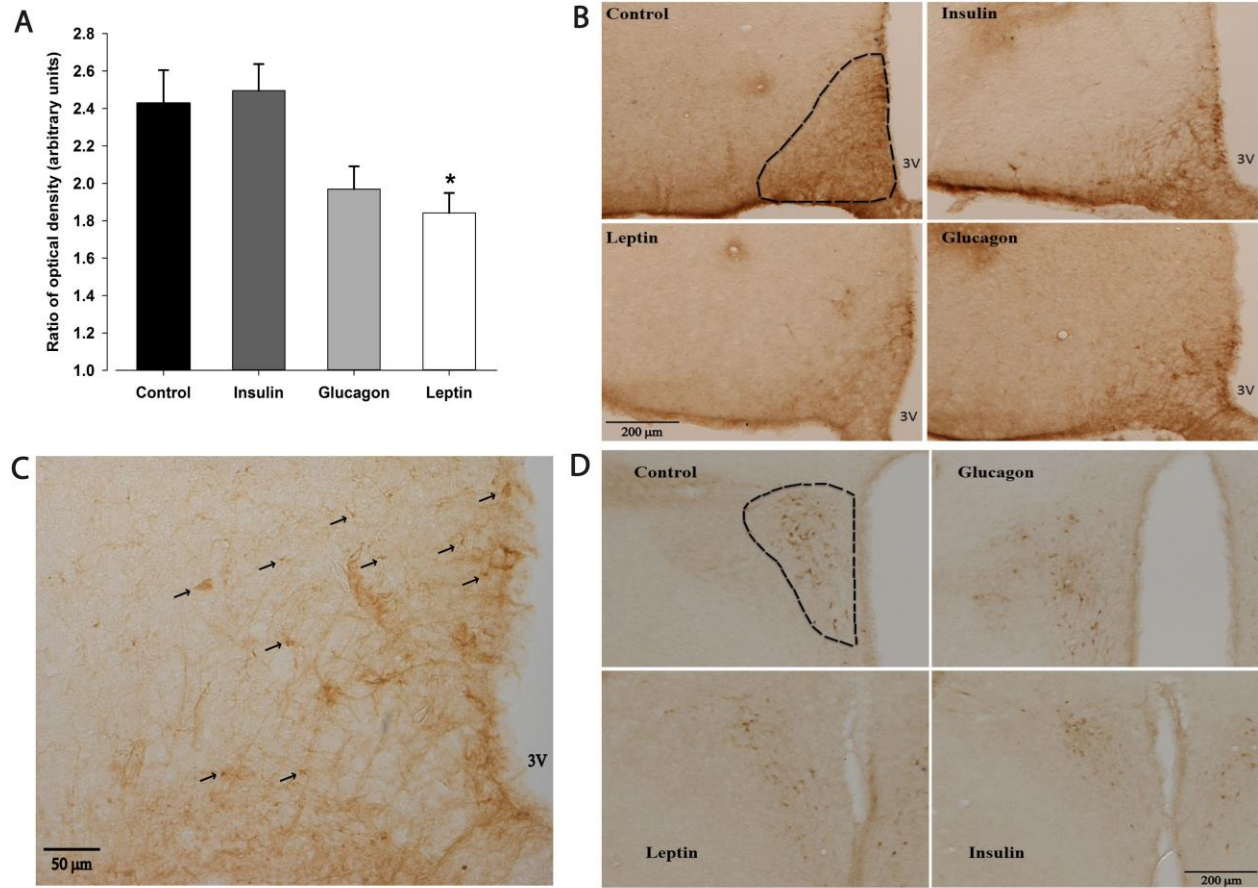 A
Ratio of optical density (arbitrary units)
2.8
2.6
2.4
2.2
2.0
1.8
1.6
1.4
1.2
1.0
*
Control
Insulin
Glucagon
Leptin
B
Control
3V
Insulin
3V
Leptin
3V
200 µm
Glucagon
3V
C
3V
50 µm
D
Control
Glucagon
Leptin
Insulin
200 µm